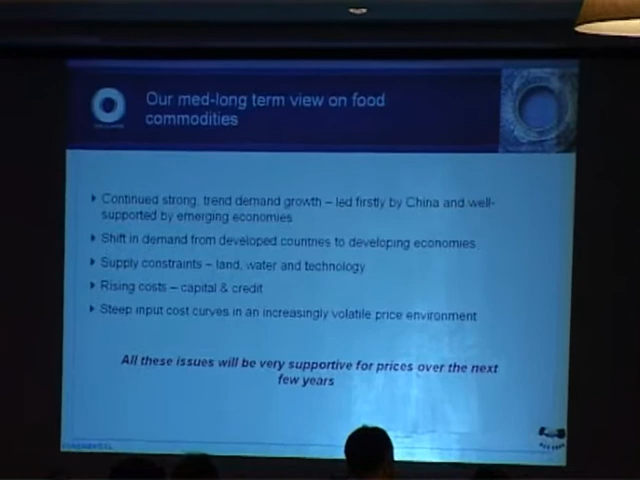 Our med-long term view on food
commodities
Continued strong, trend demand growth – led firstly by China and well-
supported by emerging economies
Shift in demand from developed countries to developing economies
Supply constraints – land, water and technology
Rising costs – capital & credit
Steep input cost curves in an increasingly volatile price environment
All these issues will be very supportive for prices over the next
few years